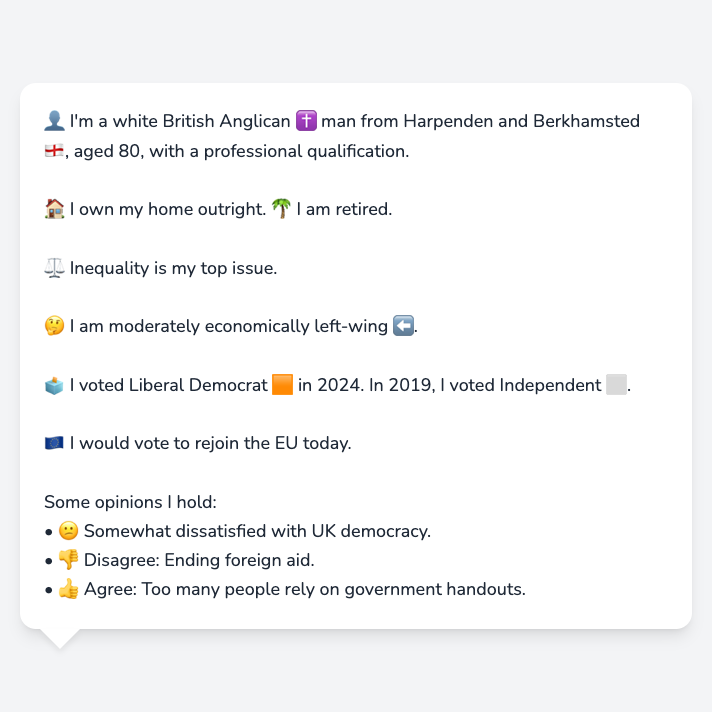 👤 I'm a white British Anglican ✝️ man from Harpenden and Berkhamsted
🏴󠁧󠁢󠁥󠁮󠁧󠁿, aged 80, with a professional qualification.
🏠 I own my home outright. 🌴 I am retired.
⚖️ Inequality is my top issue.
🤔 I am moderately economically left-wing ⬅️.
🗳️ I voted Liberal Democrat 🟧 in 2024. In 2019, I voted Independent ⬜.
🇪🇺 I would vote to rejoin the EU today.
Some opinions I hold:
• 🙁 Somewhat dissatisfied with UK democracy.
• 👎 Disagree: Ending foreign aid.
• 👍 Agree: Too many people rely on government handouts.